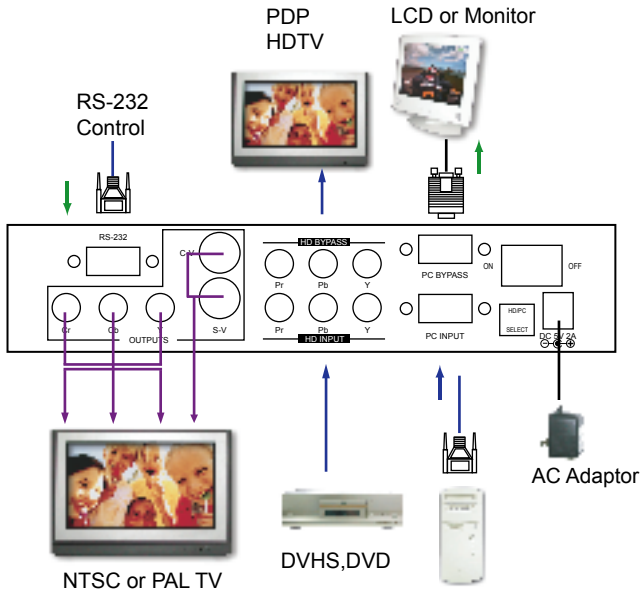 PDP
HDTV
LCD or Monitor
RS-232
Control
RS-232
C-V
HD BYPASS
PC BYPASS
ON
OFF
Pr
Pb
Y
Cr
Cb
Y
S-V
OUTPUTS
Pr
Pb
Y
HD INPUT
PC INPUT
HD/PC
SELECT
DC 5V 2A
AC Adaptor
NTSC or PAL TV
DVHS,DVD